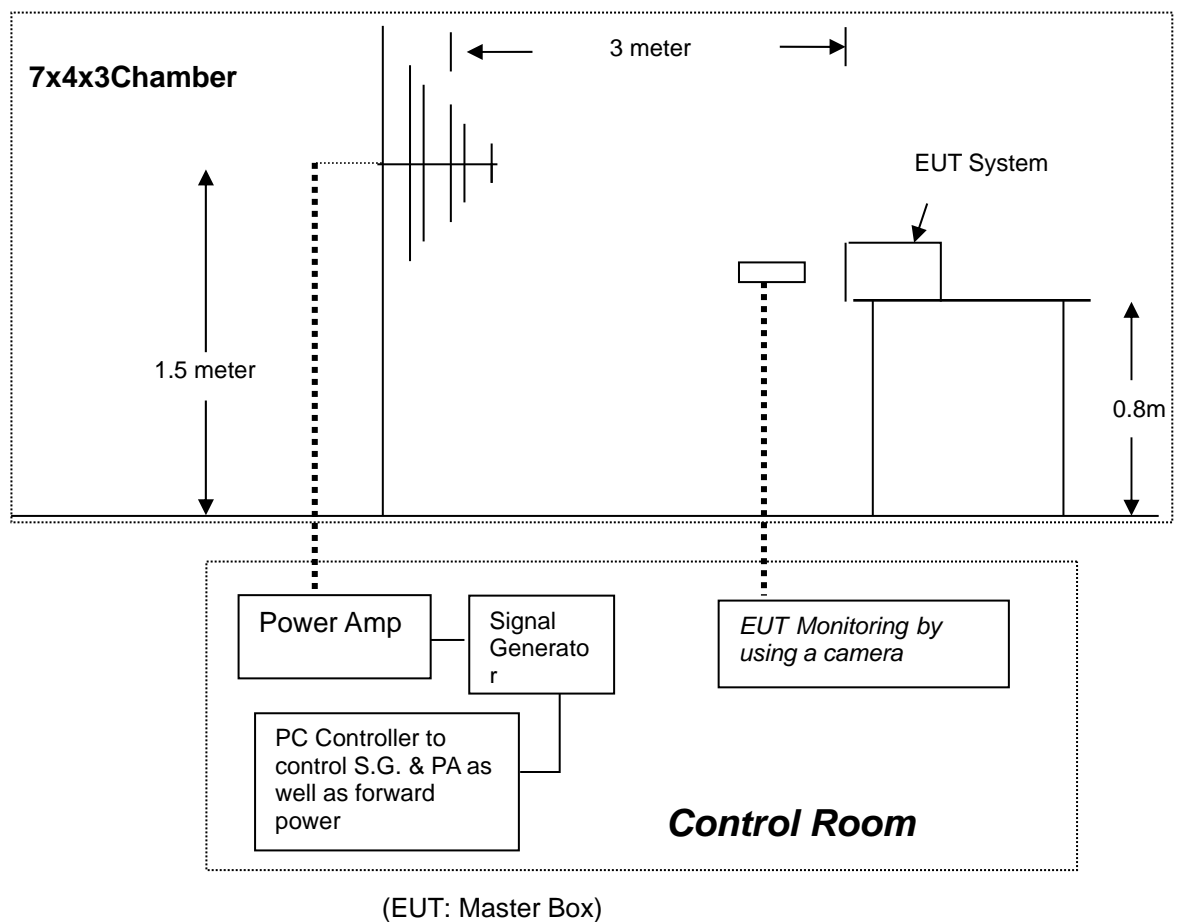 3 meter
7x4x3Chamber
EUT System
1.5 meter
0.8m
Power Amp
Signal
Generato
r
EUT Monitoring by
using a camera
PC Controller to
control S.G. & PA as
well as forward
power
Control Room
(EUT: Master Box)